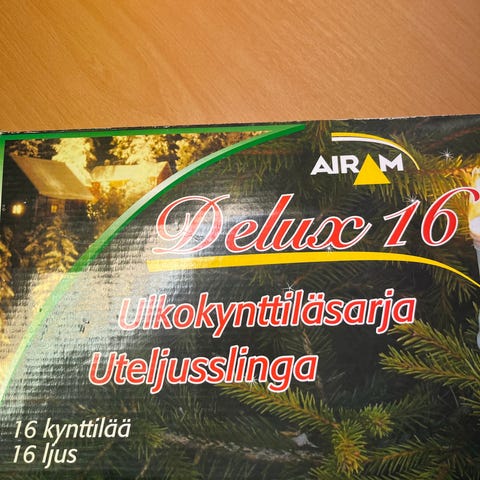 AIRAM
Delux 16
Ulkokynttiläsarja
Uteljusslinga
16 kynttilää
16 ljus